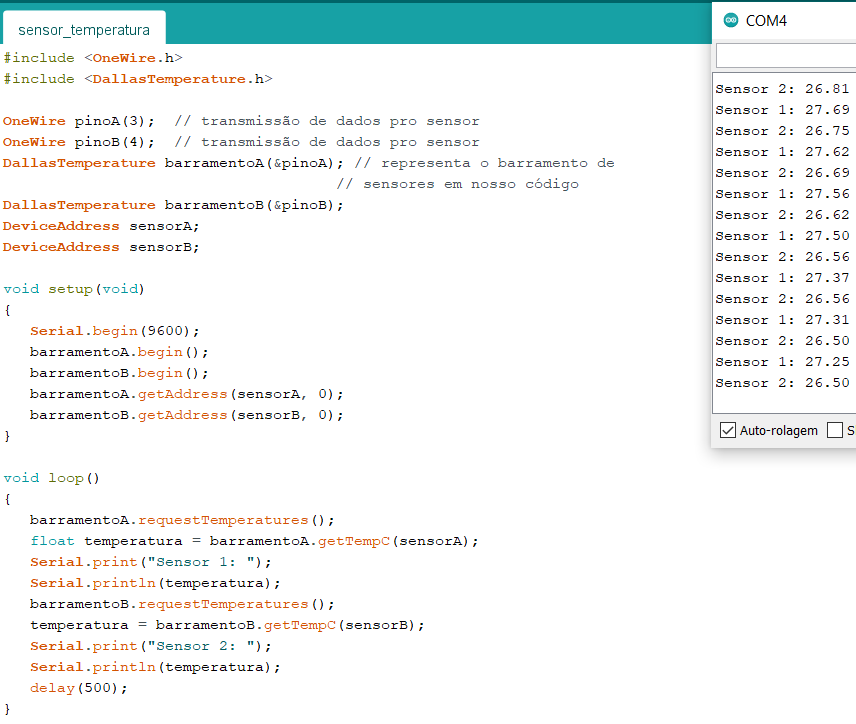 sensor_temperatura
#include <OneWire.h>
#include <DallasTemperature.h>
OneWire pinoA(3);  // transmissão de dados pro sensor
OneWire pinoB(4);  // transmissão de dados pro sensor
DallasTemperature barramentoA(&pinoA); // representa o barramento de
// sensores em nosso código
DallasTemperature barramentoB(&pinoB);
DeviceAddress sensorA;
DeviceAddress sensorB;
void setup(void)
{
Serial.begin(9600);
barramentoA.begin();
barramentoB.begin();
barramentoA.getAddress(sensorA, 0);
barramentoB.getAddress(sensorB, 0);
}
void loop()
{
barramentoA.requestTemperatures();
float temperatura = barramentoA.getTempC(sensorA);
Serial.print("Sensor 1: ");
Serial.println(temperatura);
barramentoB.requestTemperatures();
temperatura = barramentoB.getTempC(sensorB);
Serial.print("Sensor 2: ");
Serial.println(temperatura);
delay(500);
}
COM4
Sensor 2: 26.81
Sensor 1: 27.69
Sensor 2: 26.75
Sensor 1: 27.62
Sensor 2: 26.69
Sensor 1: 27.56
Sensor 2: 26.62
Sensor 1: 27.50
Sensor 2: 26.56
Sensor 1: 27.37
Sensor 2: 26.56
Sensor 1: 27.31
Sensor 2: 26.50
Sensor 1: 27.25
Sensor 2: 26.50
Auto-rolagem